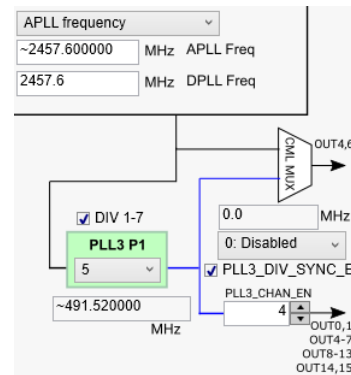 APLL frequency
~2457.600000 MHz APLL Freq
2457.6 MHz DPLL Freq
CML MUX
OUT4,6
DIV 1-7
PLL3 P1
5
~491.520000
MHz
0.0 MHz
0: Disabled
PLL3_DIV_SYNC_E
PLL3_CHAN_EN
4
OUT0,1
OUT4-7
OUT8-13
OUT14,15